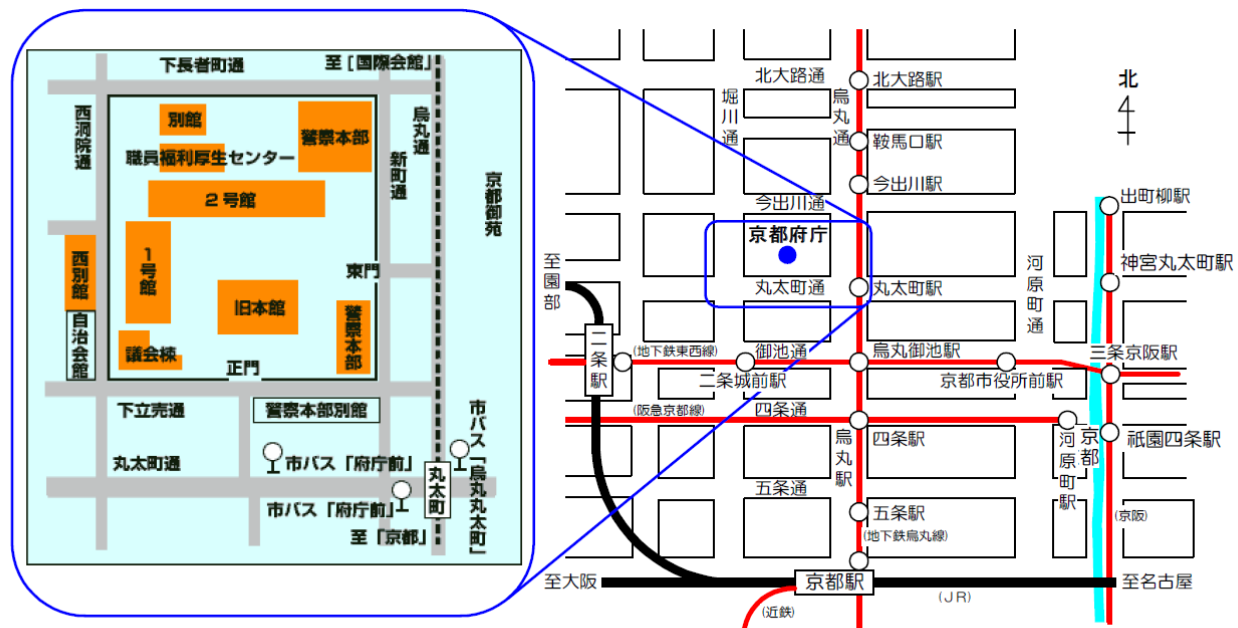 下長者町通
至[国際会館]
西洞院通
別館
警察本部
烏丸通
職員福利厚生センター
新町通
２号館
京都御苑
１号館
西別館
東門
旧本館
自治会館
警察本部
議会棟
正門
下立売通
警察本部別館
市バス「烏丸丸太町」
丸太町通
市バス「府庁前」
丸太町
市バス「府庁前」
至「京都」
北大路通
北大路駅
堀川通
烏丸通
北
鞍馬口駅
今出川駅
今出川通
出町柳駅
京都府庁
至園部
河原町通
神宮丸太町駅
丸太町通
丸太町駅
二条駅
(地下鉄東西線)
御池通
烏丸御池駅
三条京阪駅
二条城前駅
京都市役所前駅
(阪急京都線)
四条通
烏丸駅
四条駅
京都河原町駅
祇園四条駅
五条通
五条駅
(京阪)
(地下鉄烏丸線)
至大阪
京都駅
至名古屋
(ＪＲ)
(近鉄)